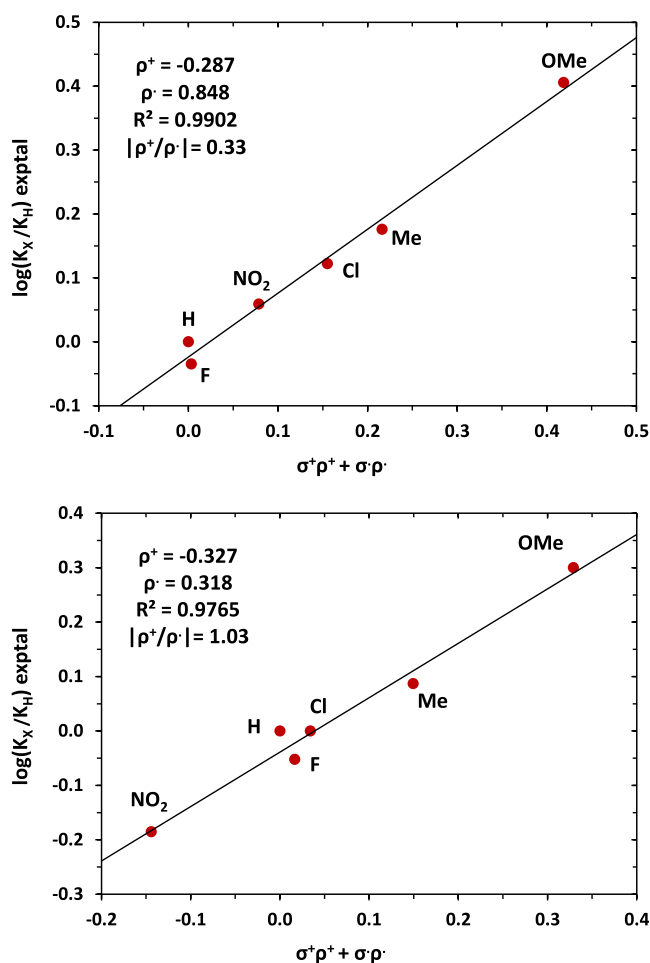 0.5
0.4
0.3
0.2
0.1
0.0
-0.1
log(Kₓ/K_H) exptal
ρ⁺ = -0.287
ρ· = 0.848
R² = 0.9902
|ρ⁺/ρ·| = 0.33
OMe
Me
Cl
NO₂
H
F
-0.1 0.0 0.1 0.2 0.3 0.4 0.5
σ⁺ρ⁺ + σ·ρ·
0.4
0.3
0.2
0.1
0.0
-0.1
-0.2
-0.3
log(Kₓ/K_H) exptal
ρ⁺ = -0.327
ρ· = 0.318
R² = 0.9765
|ρ⁺/ρ·| = 1.03
OMe
Me
H
Cl
F
NO₂
-0.2 -0.1 0.0 0.1 0.2 0.3 0.4
σ⁺ρ⁺ + σ·ρ·